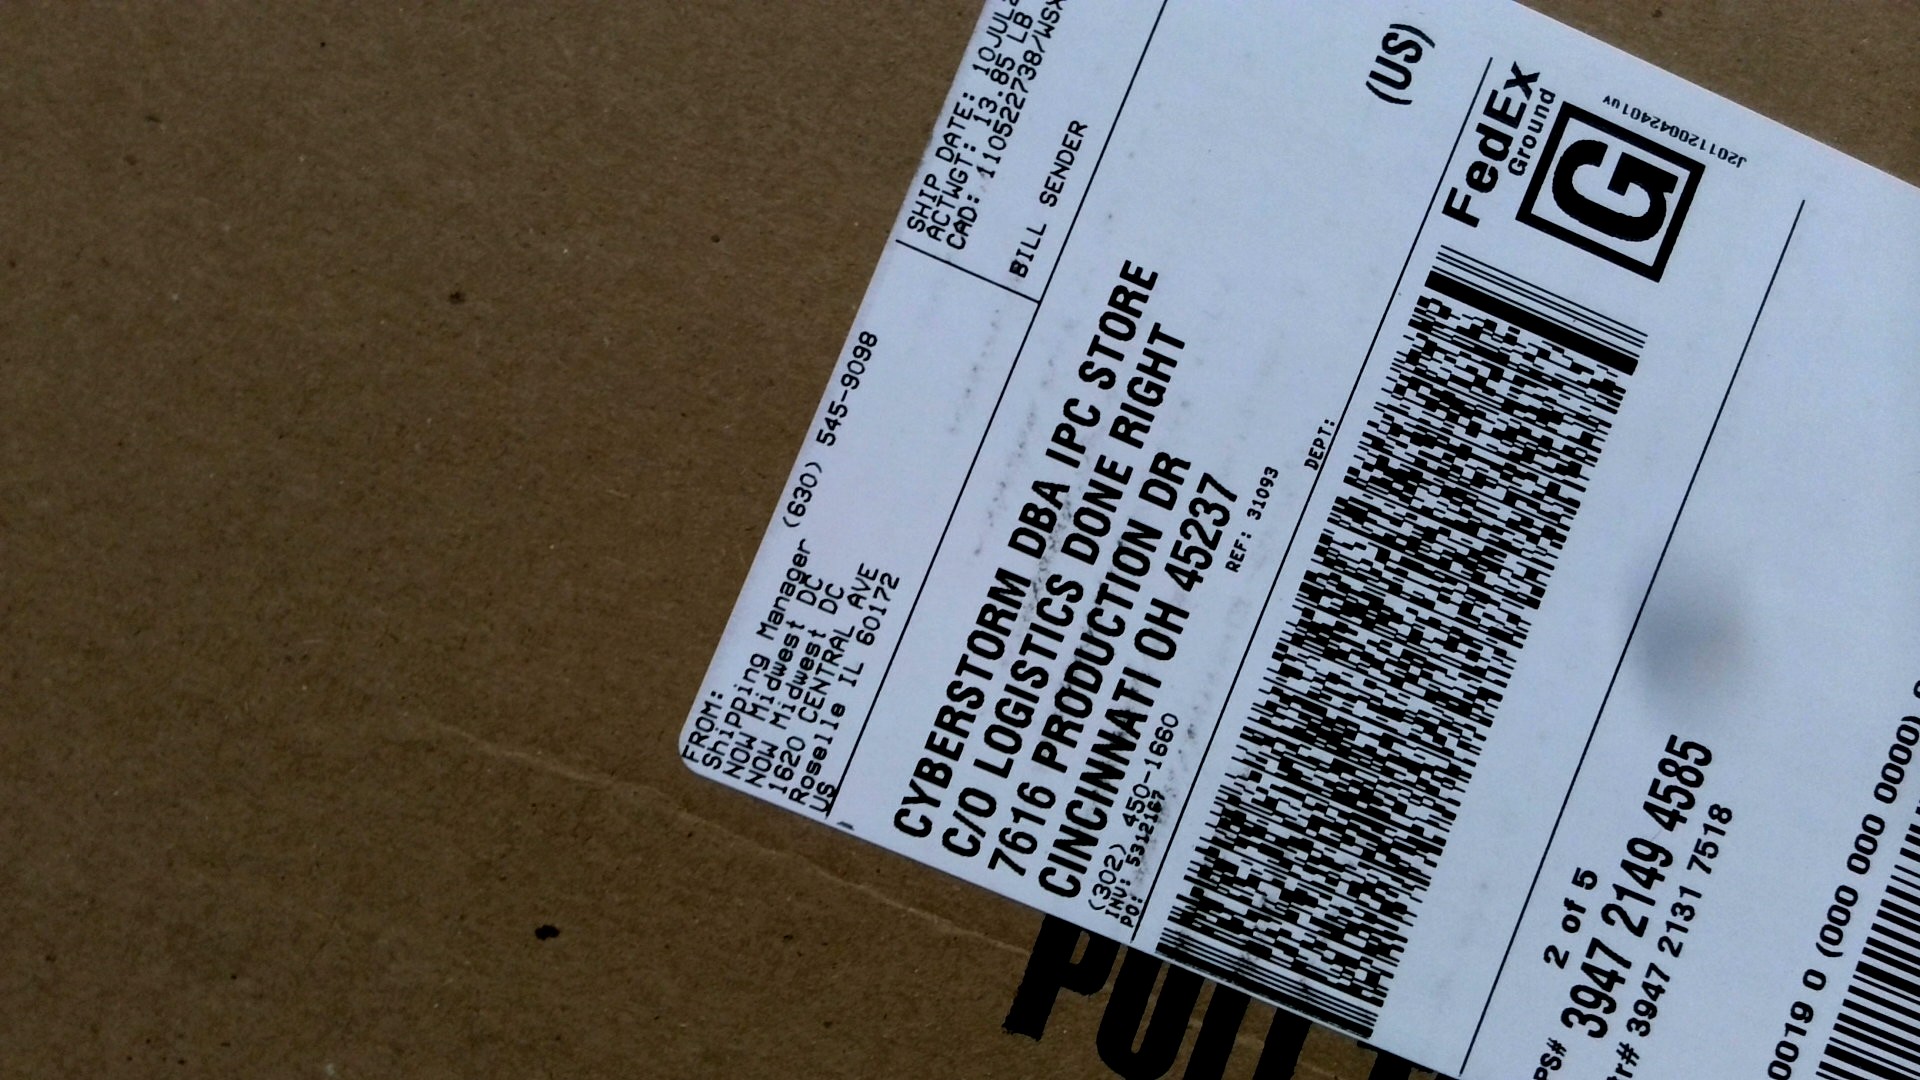 FROM:
Shipping Manager (630) 545-9098
NOW Midwest DC
NOW Midwest DC
1620 CENTRAL AVE
Roselle IL 60172
US
SHIP DATE: 10JUL
ACTWGT: 13.85 LB
CAD: 110522738/WSX
BILL SENDER
CYBERSTORM DBA IPC STORE
C/O LOGISTICS DONE RIGHT
7616 PRODUCTION DR
CINCINNATI OH 45237
(US)
(302) 450-1660
REF: 31093
INV: 5312167
PO:
DEPT:
FedEx
Ground
G
J201120042401uv
2 of 5
PS# 3947 2149 4585
tr# 3947 2131 7518
0019 0 (000 000 0000)